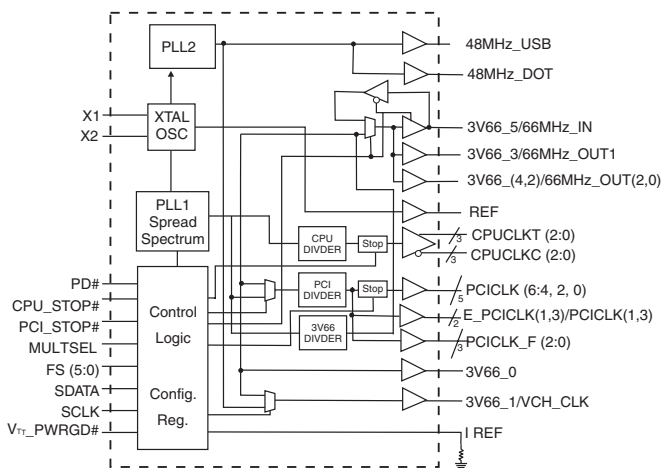 PLL2
48MHz_USB
48MHz_DOT
X1
X2
XTAL
OSC
3V66_5/66MHz_IN
3V66_3/66MHz_OUT1
3V66_(4,2)/66MHz_OUT(2,0)
REF
PLL1
Spread
Spectrum
CPU
DIVDER
Stop
3
CPUCLKT (2:0)
3
CPUCLKC (2:0)
PD#
CPU_STOP#
PCI_STOP#
MULTSEL
FS (5:0)
SDATA
SCLK
VTT_PWRGD#
Control
Logic
Config.
Reg.
PCI
DIVDER
Stop
5
PCICLK (6:4, 2, 0)
2
E_PCICLK(1,3)/PCICLK(1,3)
3V66
DIVDER
3
PCICLK_F (2:0)
3V66_0
3V66_1/VCH_CLK
I REF